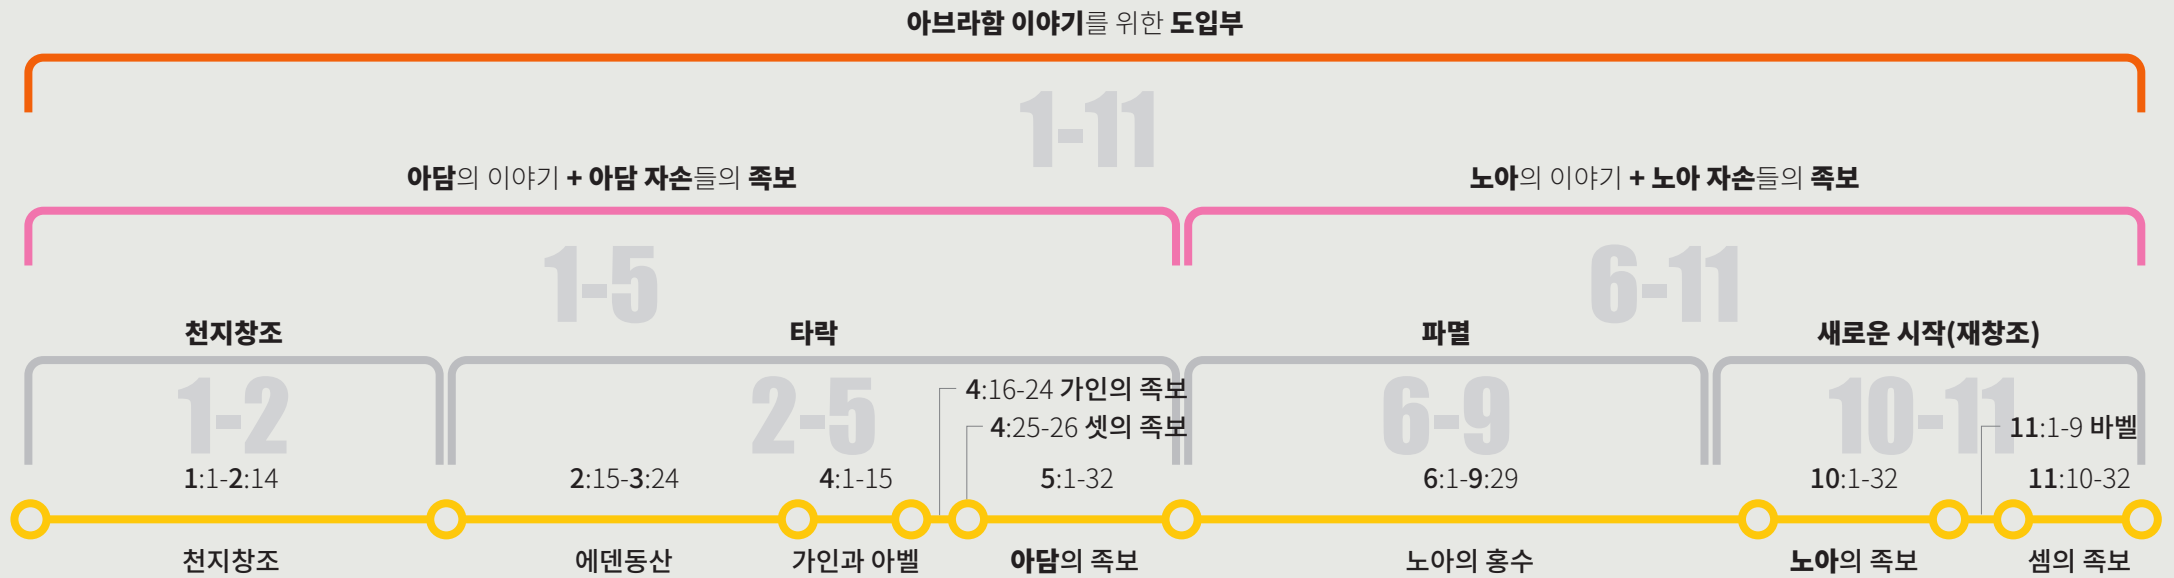 아브라함 이야기를 위한 도입부
1-11
아담의 이야기 + 아담 자손들의 족보
노아의 이야기 + 노아 자손들의 족보
1-5
6-11
천지창조
타락
파멸
새로운 시작(재창조)
1-2
2-5
6-9
10-11
4:16-24 가인의 족보
4:25-26 셋의 족보
11:1-9 바벨
1:1-2:14
2:15-3:24
4:1-15
5:1-32
6:1-9:29
10:1-32
11:10-32
천지창조
에덴동산
가인과 아벨
아담의 족보
노아의 홍수
노아의 족보
셈의 족보